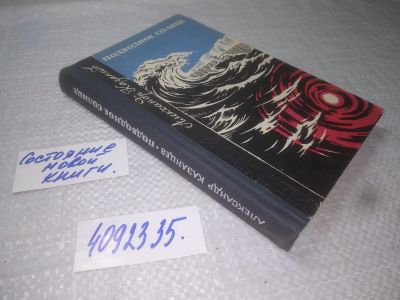 Александр Казанцев
ПОДВОДНОЕ СОЛНЦЕ
АЛЕКСАНДР КАЗАНЦЕВ • ПОДВОДНОЕ СОЛНЦЕ
Состояние
новой
книги.
4092335.